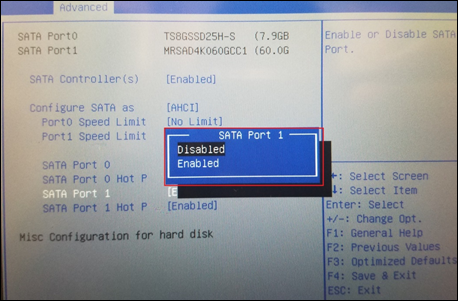 Advanced
SATA Port0 TS8GSSD25H-S (7.9GB
SATA Port1 MRSAD4K060GCC1 (60.0G
SATA Controller(s) [Enabled]
Configure SATA as [AHCI]
Port0 Speed Limit [No Limit]
Port1 Speed Limit
SATA Port 0
SATA Port 0 Hot P
SATA Port 1 [E
SATA Port 1 Hot P [Enabled]
Misc Configuration for hard disk
SATA Port 1
Disabled
Enabled
Enable or Disable SATA
Port.
: Select Screen
: Select Item
Enter: Select
+/-: Change Opt.
F1: General Help
F2: Previous Values
F3: Optimized Defaults
F4: Save & Exit
ESC: Exit